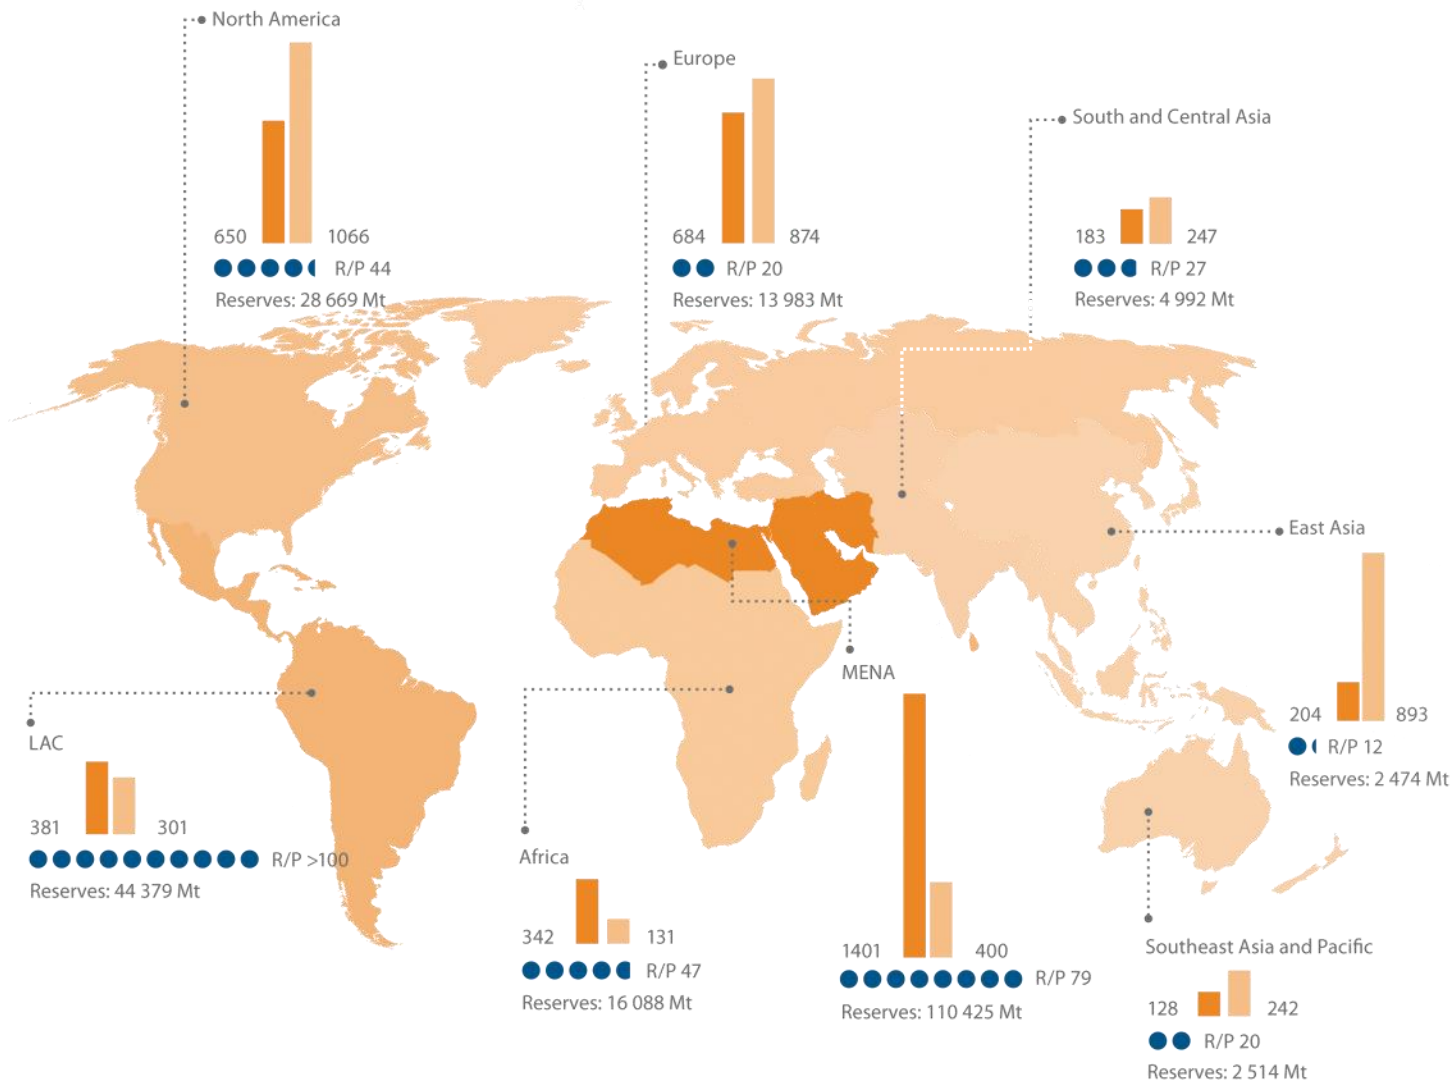 North America
650 1066
R/P 44
Reserves: 28 669 Mt
Europe
684 874
R/P 20
Reserves: 13 983 Mt
South and Central Asia
183 247
R/P 27
Reserves: 4 992 Mt
East Asia
204 893
R/P 12
Reserves: 2 474 Mt
LAC
381 301
R/P >100
Reserves: 44 379 Mt
Africa
342 131
R/P 47
Reserves: 16 088 Mt
MENA
1401 400
R/P 79
Reserves: 110 425 Mt
Southeast Asia and Pacific
128 242
R/P 20
Reserves: 2 514 Mt